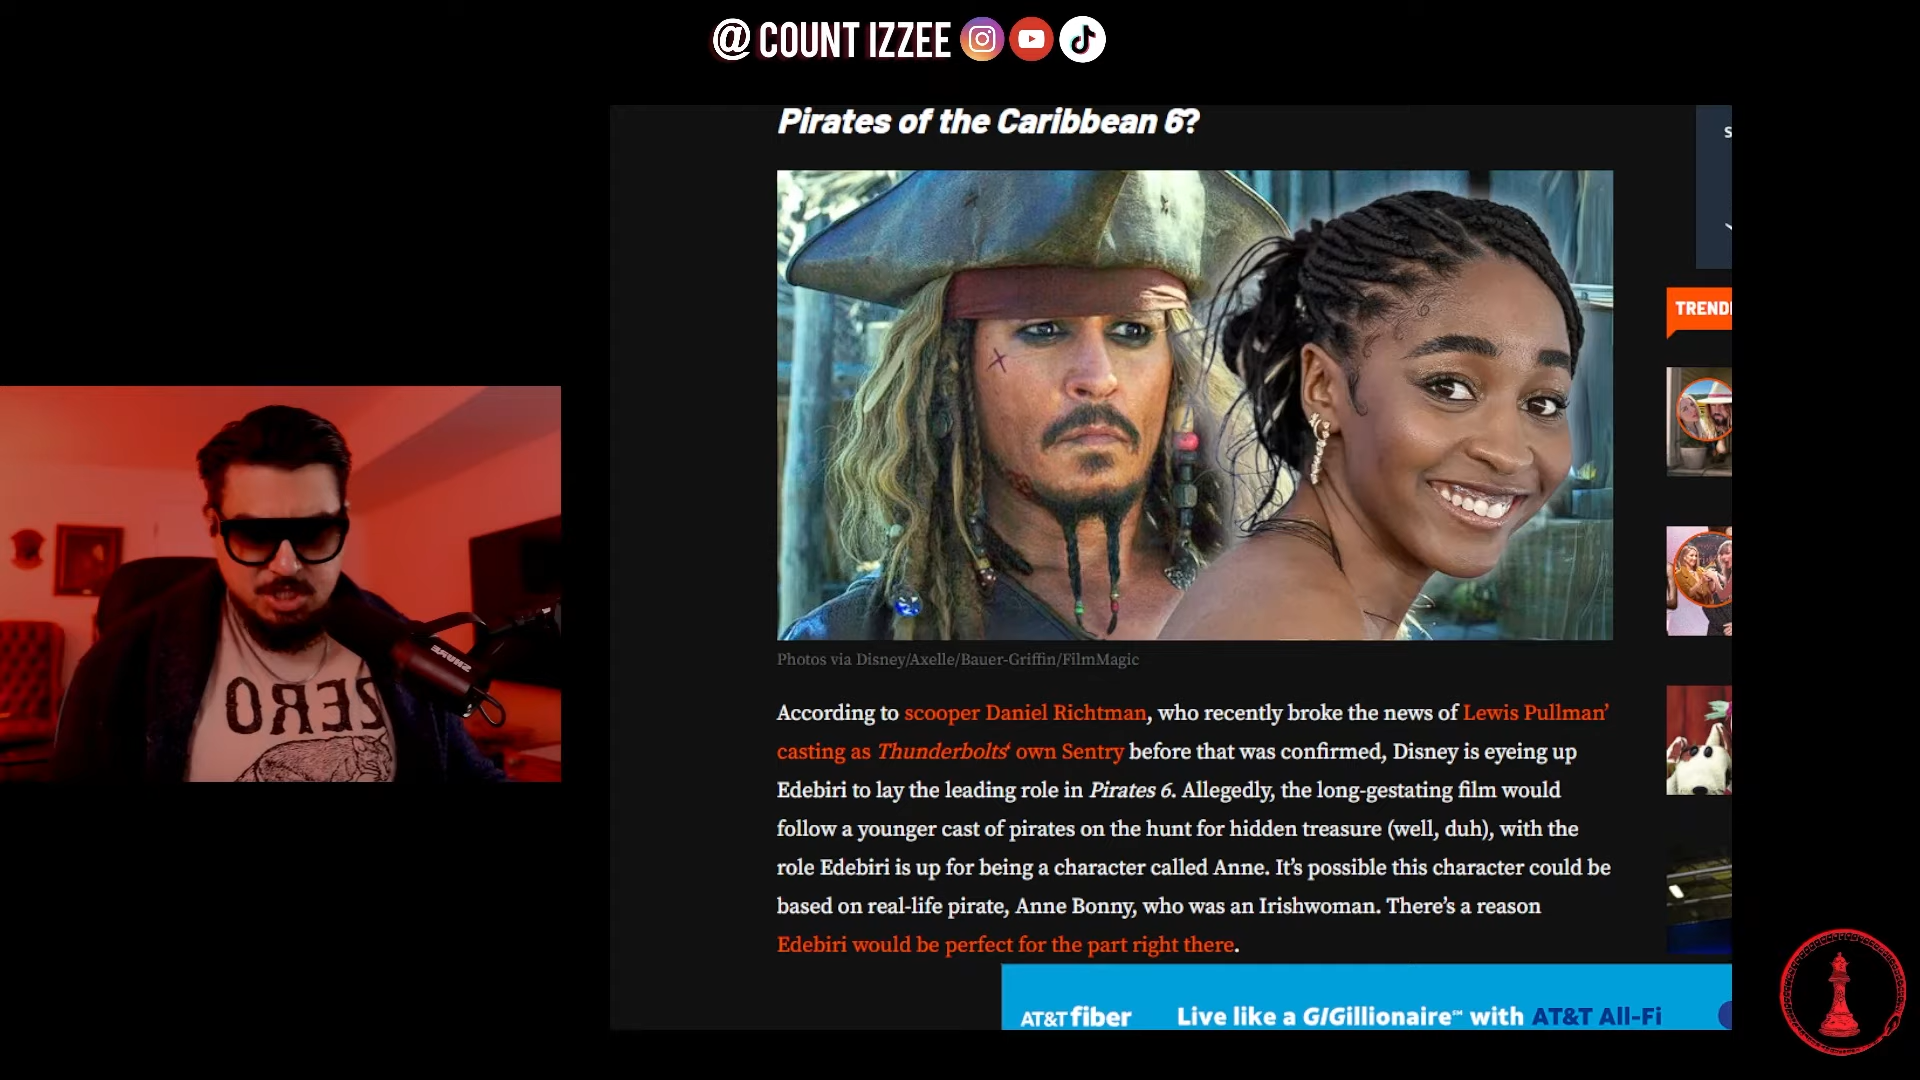 @ COUNT IZZEE
Pirates of the Caribbean 6?
S
TRENDI
Photos via Disney/Axelle/Bauer-Griffin/FilmMagic
According to scooper Daniel Richtman, who recently broke the news of Lewis Pullman’
casting as Thunderbolts‘ own Sentry before that was confirmed, Disney is eyeing up
Edebiri to lay the leading role in Pirates 6. Allegedly, the long-gestating film would
follow a younger cast of pirates on the hunt for hidden treasure (well, duh), with the
role Edebiri is up for being a character called Anne. It’s possible this character could be
based on real-life pirate, Anne Bonny, who was an Irishwoman. There’s a reason
Edebiri would be perfect for the part right there.
ZERO
SHURE
AT&T fiber
Live like a G/Gillionaire℠ with AT&T All-Fi